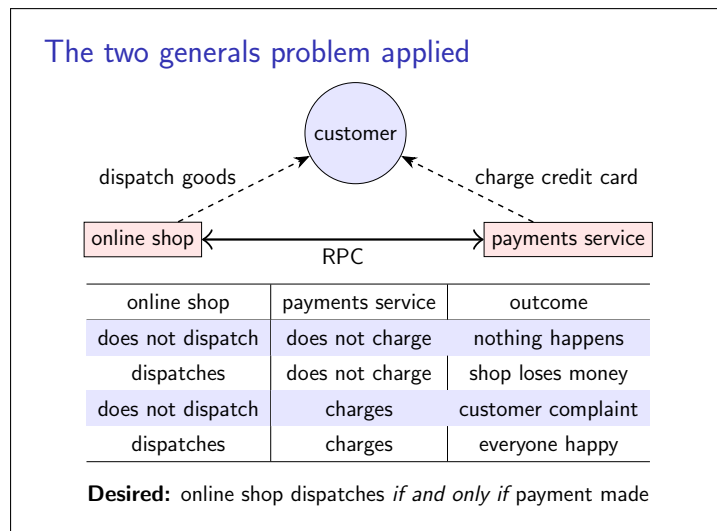 The two generals problem applied
customer
dispatch goods
charge credit card
online shop
payments service
RPC
online shop payments service outcome
does not dispatch does not charge nothing happens
dispatches does not charge shop loses money
does not dispatch charges customer complaint
dispatches charges everyone happy
Desired: online shop dispatches if and only if payment made